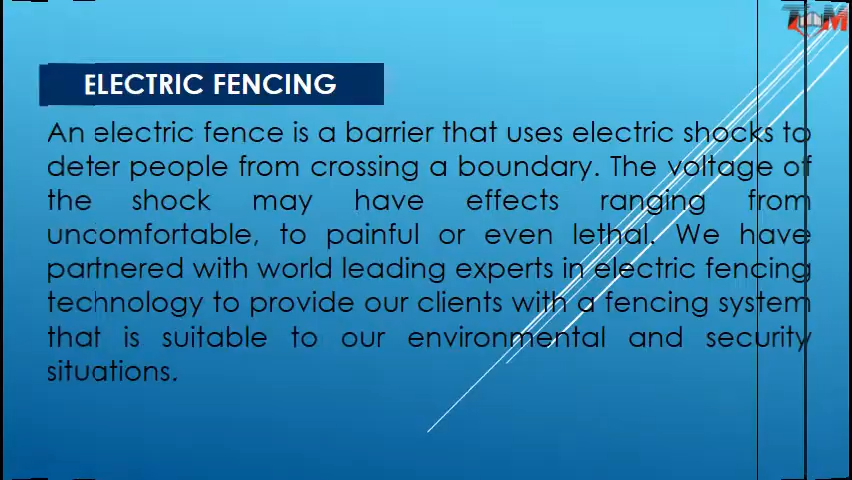 ELECTRIC FENCING
An electric fence is a barrier that uses electric shocks to
deter people from crossing a boundary. The voltage of
the shock may have effects ranging from
uncomfortable, to painful or even lethal. We have
partnered with world leading experts in electric fencing
technology to provide our clients with a fencing system
that is suitable to our environmental and security
situations.